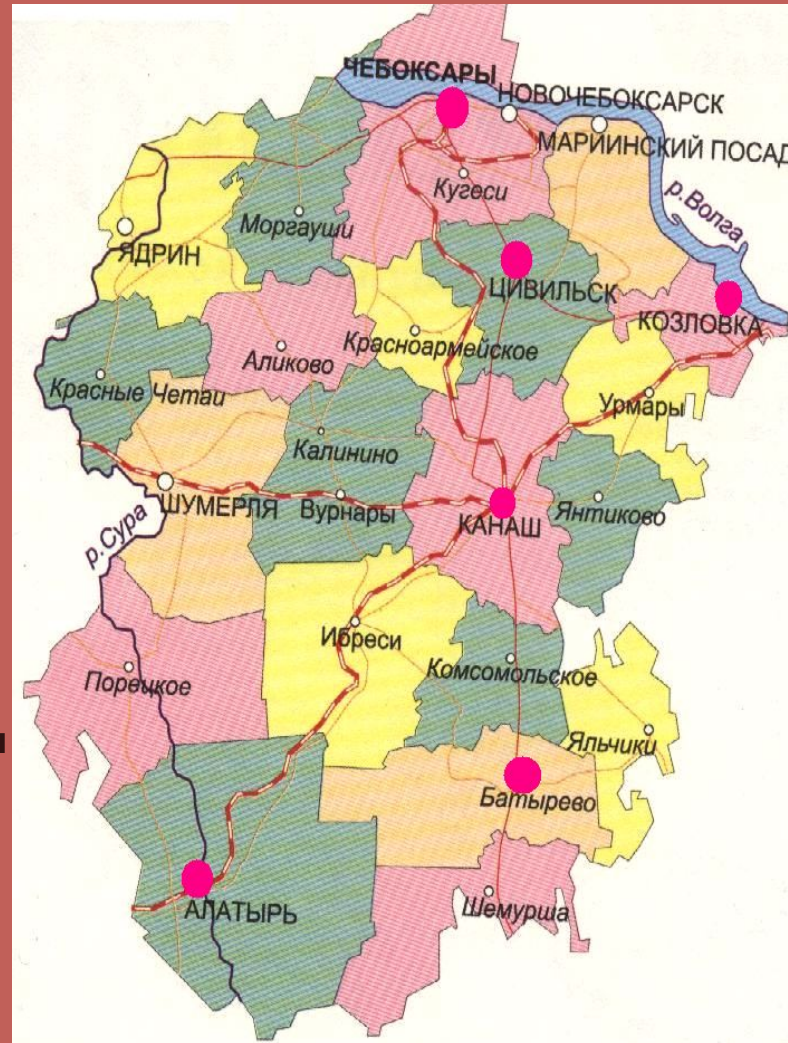 ЧЕБОКСАРЫ
НОВОЧЕБОКСАРСК
МАРИИНСКИЙ ПОСАД
Кугеси
р.Волга
Моргауши
ЯДРИН
ЦИВИЛЬСК
КОЗЛОВКА
Красноармейское
Аликово
Красные Четаи
Урмары
Калинино
ШУМЕРЛЯ
Вурнары
КАНАШ
Янтиково
р.Сура
Ибреси
Комсомольское
Порецкое
Яльчики
Батырево
АЛАТЫРЬ
Шемурша